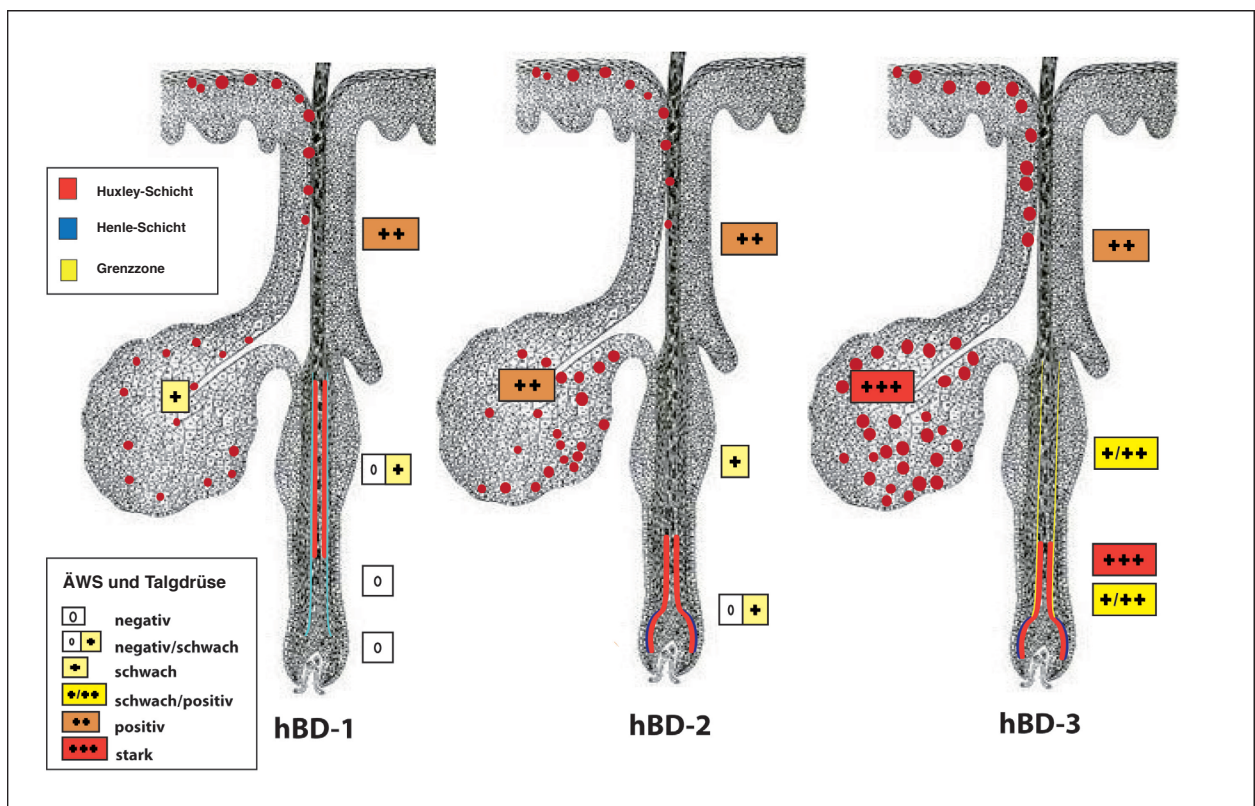 Huxley-Schicht
Henle-Schicht
Grenzzone
++
++
++
+
++
+++
0 +
+
+/++
0
+++
0 +
+/++
0
ÄWS und Talgdrüse
0 negativ
0 + negativ/schwach
+ schwach
+/++ schwach/positiv
++ positiv
+++ stark
hBD-1
hBD-2
hBD-3